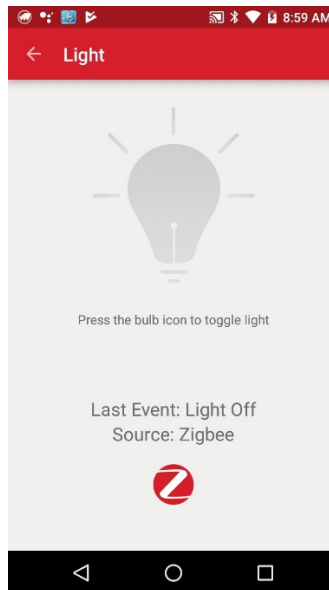 8:59 AM
Light
Press the bulb icon to toggle light
Last Event: Light Off
Source: Zigbee